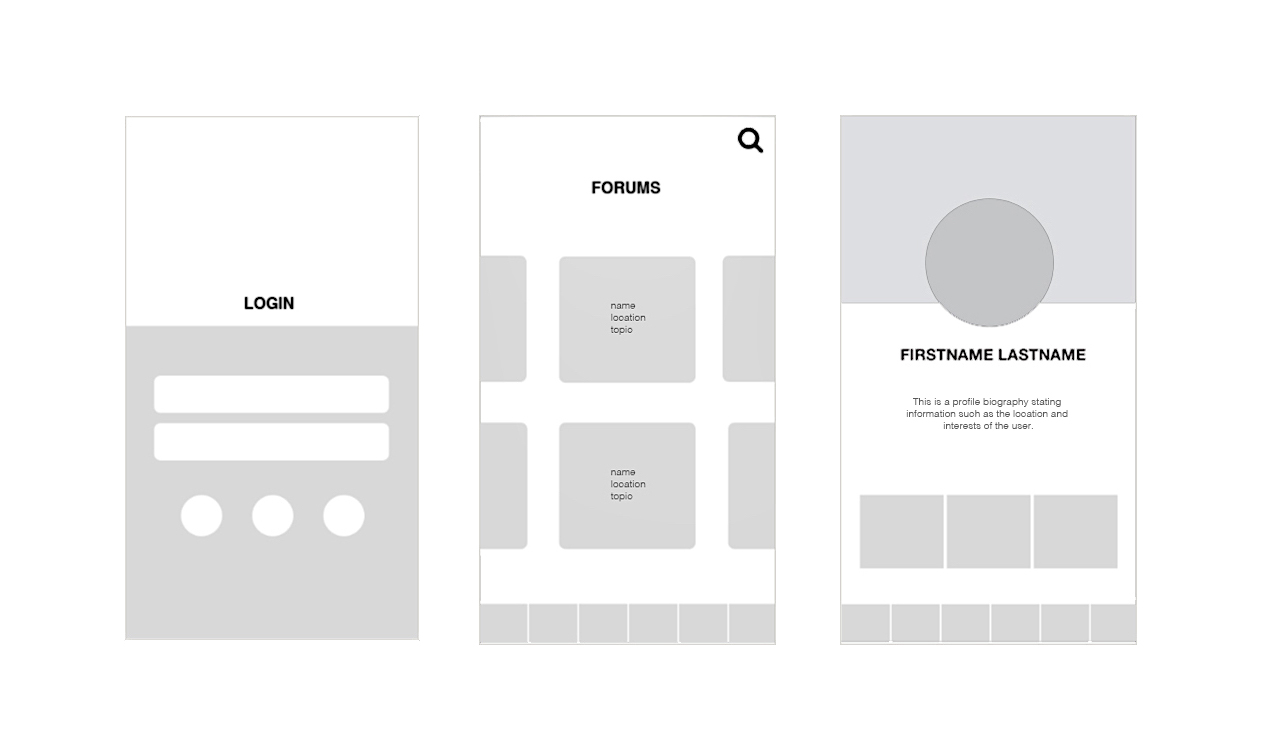 LOGIN
FORUMS
name
location
topic
name
location
topic
FIRSTNAME LASTNAME
This is a profile biography stating
information such as the location and
interests of the user.